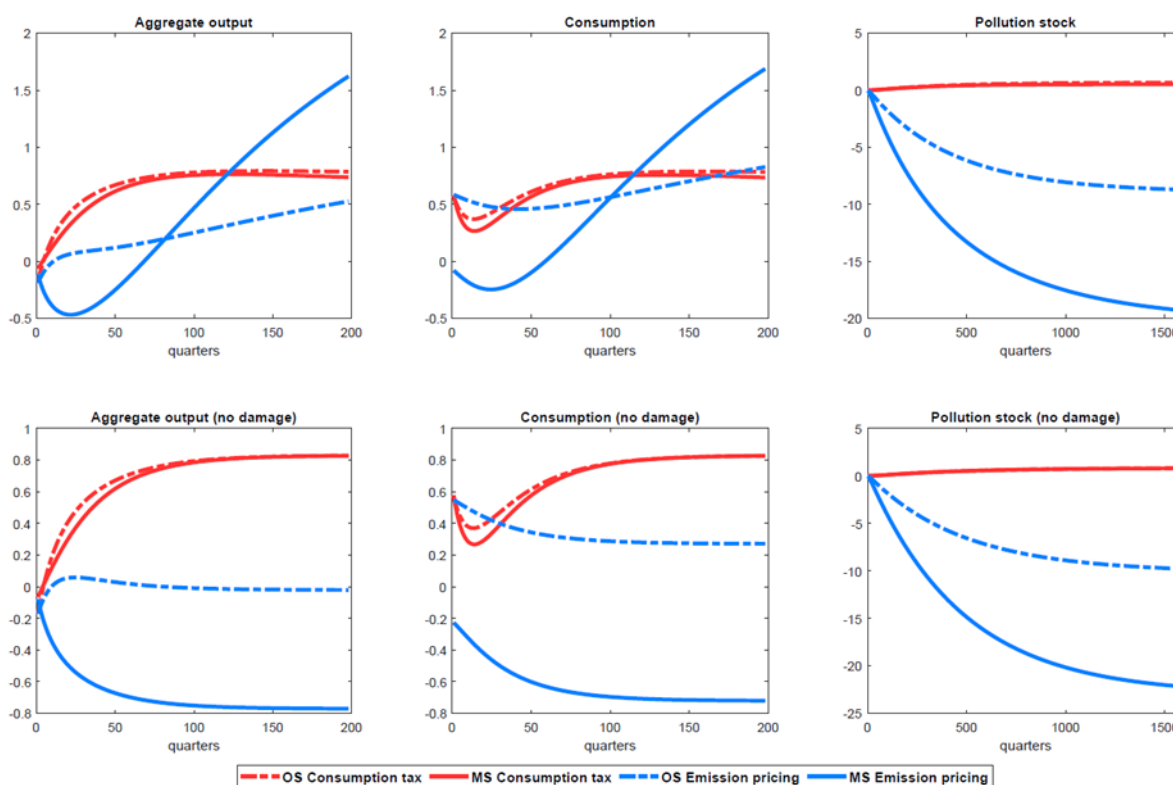 Aggregate output
Consumption
Pollution stock
2
1.5
1
0.5
0
-0.5
0 50 100 150 200
quarters
2
1.5
1
0.5
0
-0.5
0 50 100 150 200
quarters
5
0
-5
-10
-15
-20
0 500 1000 1500
quarters
Aggregate output (no damage)
Consumption (no damage)
Pollution stock (no damage)
1
0.8
0.6
0.4
0.2
0
-0.2
-0.4
-0.6
-0.8
0 50 100 150 200
quarters
1
0.8
0.6
0.4
0.2
0
-0.2
-0.4
-0.6
-0.8
0 50 100 150 200
quarters
5
0
-5
-10
-15
-20
-25
0 500 1000 1500
quarters
OS Consumption tax MS Consumption tax OS Emission pricing MS Emission pricing